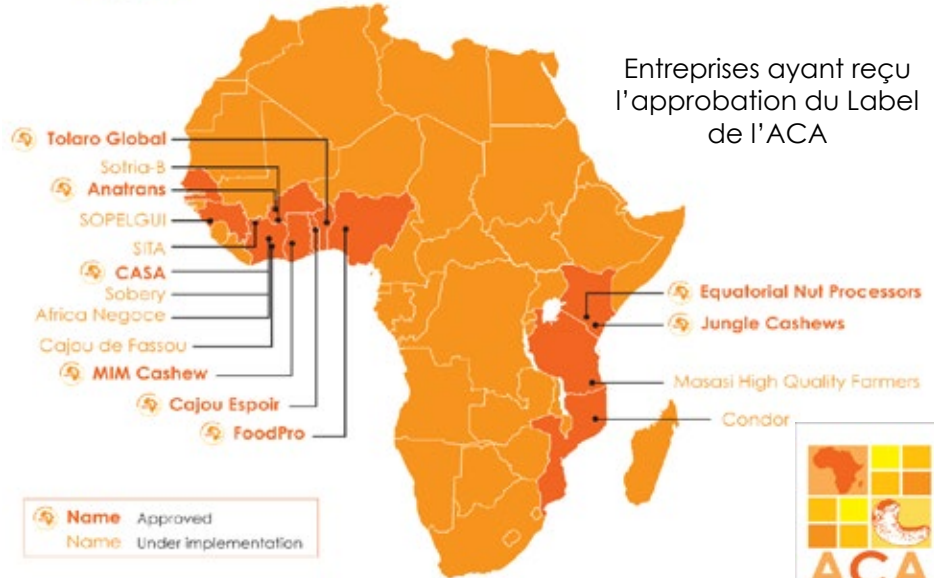 Entreprises ayant reçu
l'approbation du Label
de l'ACA
Tolaro Global
Sotria-B
Anatrans
SOPELGUI
SITA
CASA
Sobery
Africa Negoce
Cajou de Fassou
MIM Cashew
Cajou Espoir
FoodPro
Equatorial Nut Processors
Jungle Cashews
Masasi High Quality Farmers
Condor
Name Approved
Name Under implementation
ACA